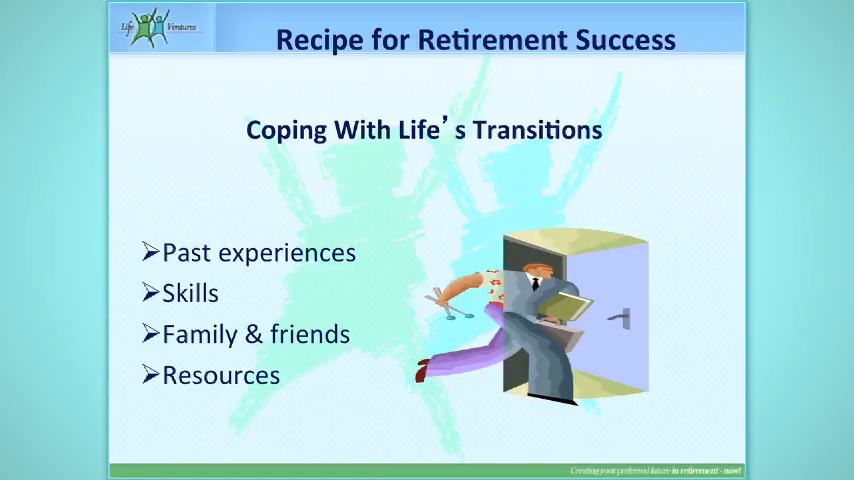 Life Ventures
Recipe for Retirement Success
Coping With Life’s Transitions
➢Past experiences
➢Skills
➢Family & friends
➢Resources
Creating your preferred future in retirement - now!